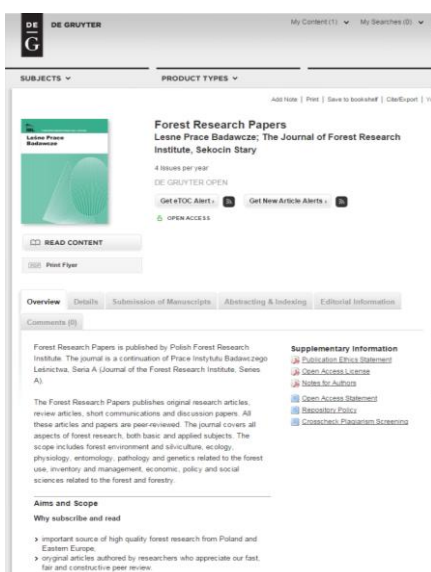 DE
G
DE GRUYTER
My Content (1) My Searches (0)
SUBJECTS
PRODUCT TYPES
Add Note | Print | Save to bookshelf | Cite/Export |
Leśne Prace
Badawcze
Forest Research Papers
Leśne Prace Badawcze; The Journal of Forest Research
Institute, Sekocin Stary
4 Issues per year
DE GRUYTER OPEN
Get eTOC Alert ›
Get New Article Alerts ›
OPEN ACCESS
READ CONTENT
Print Flyer
Overview
Details
Submission of Manuscripts
Abstracting & Indexing
Editorial Information
Comments (0)
Forest Research Papers is published by Polish Forest Research
Institute. The journal is a continuation of Prace Instytutu Badawczego
Leśnictwa, Seria A (Journal of the Forest Research Institute, Series
A).
The Forest Research Papers publishes original research articles,
review articles, short communications and discussion papers. All
these articles and papers are peer-reviewed. The journal covers all
aspects of forest research, both basic and applied subjects. The
scope includes forest environment and silviculture, ecology,
physiology, entomology, pathology and genetics related to the forest
use, inventory and management, economic, policy and social
sciences related to the forest and forestry.
Supplementary Information
Publication Ethics Statement
Open Access License
Notes for Authors
Open Access Statement
Repository Policy
Crosscheck Plagiarism Screening
Aims and Scope
Why subscribe and read
› important source of high quality forest research from Poland and
Eastern Europe,
› oryginal articles authored by researchers who appreciate our fast,
fair and constructive peer review.